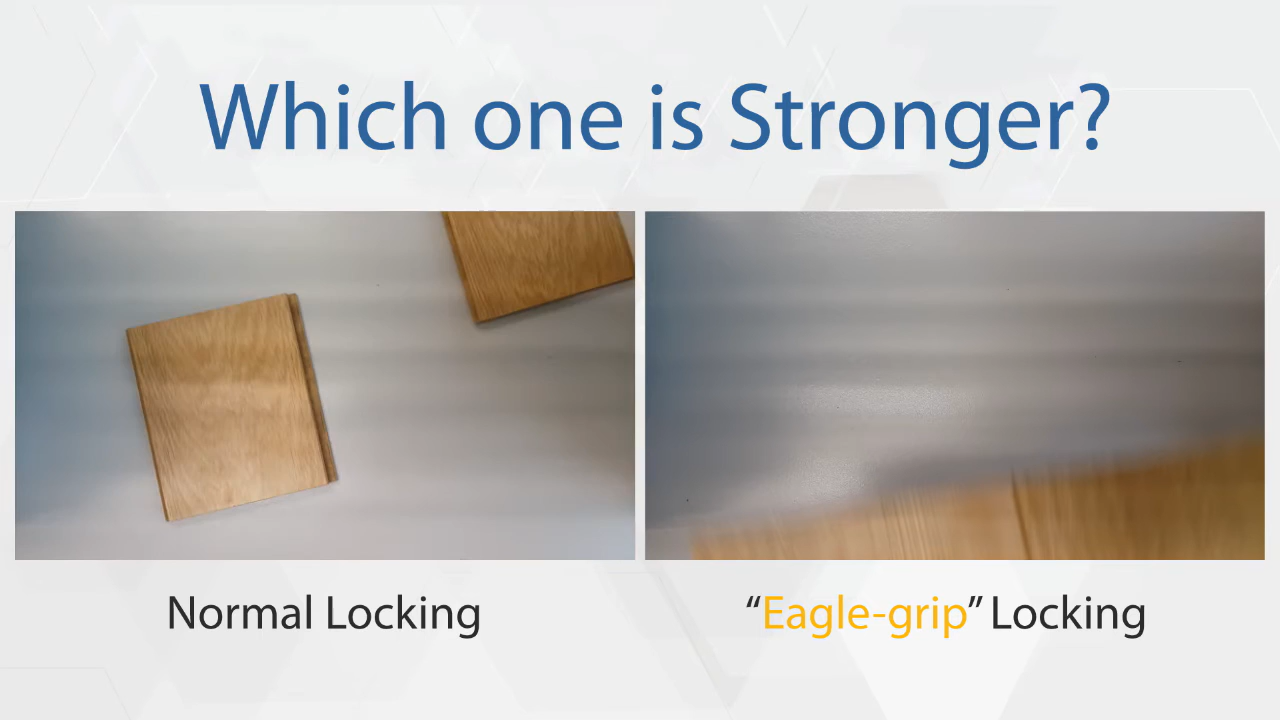 Which one is Stronger?
Normal Locking
“Eagle-grip” Locking